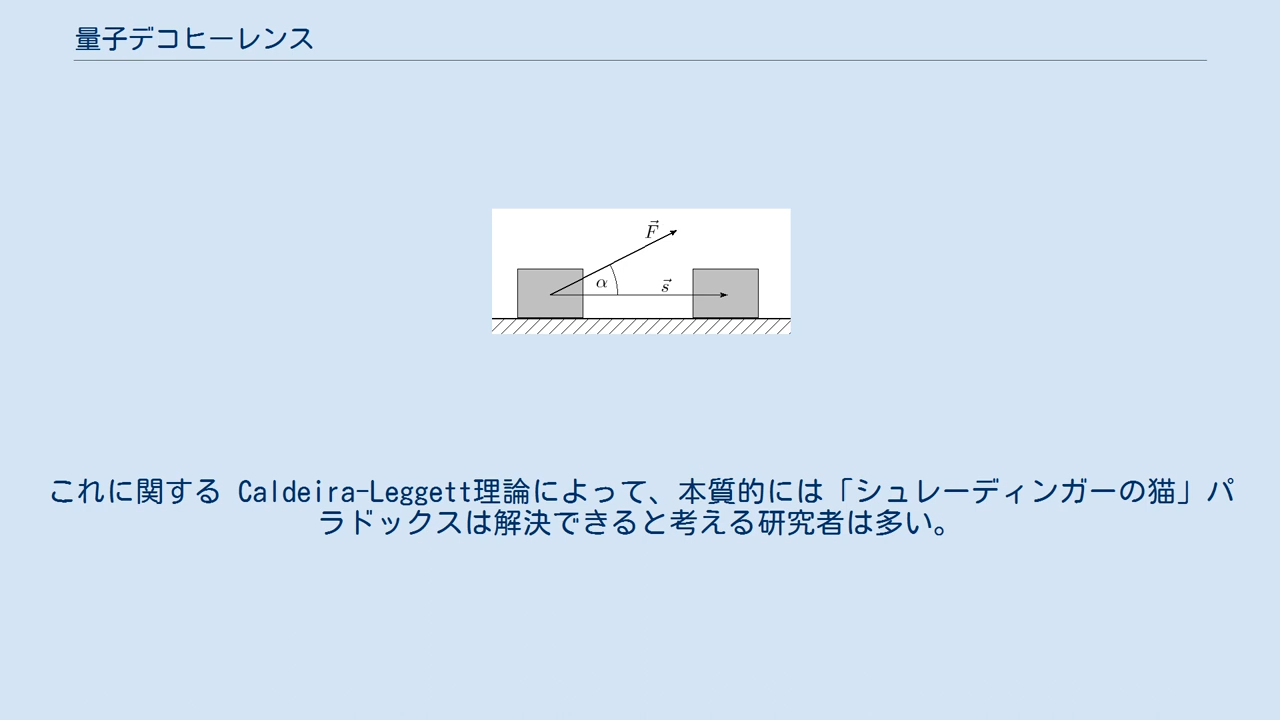 量子デコヒーレンス
F⃗
α
s⃗
これに関する Caldeira-Leggett理論によって、本質的には「シュレーディンガーの猫」パ
ラドックスは解決できると考える研究者は多い。